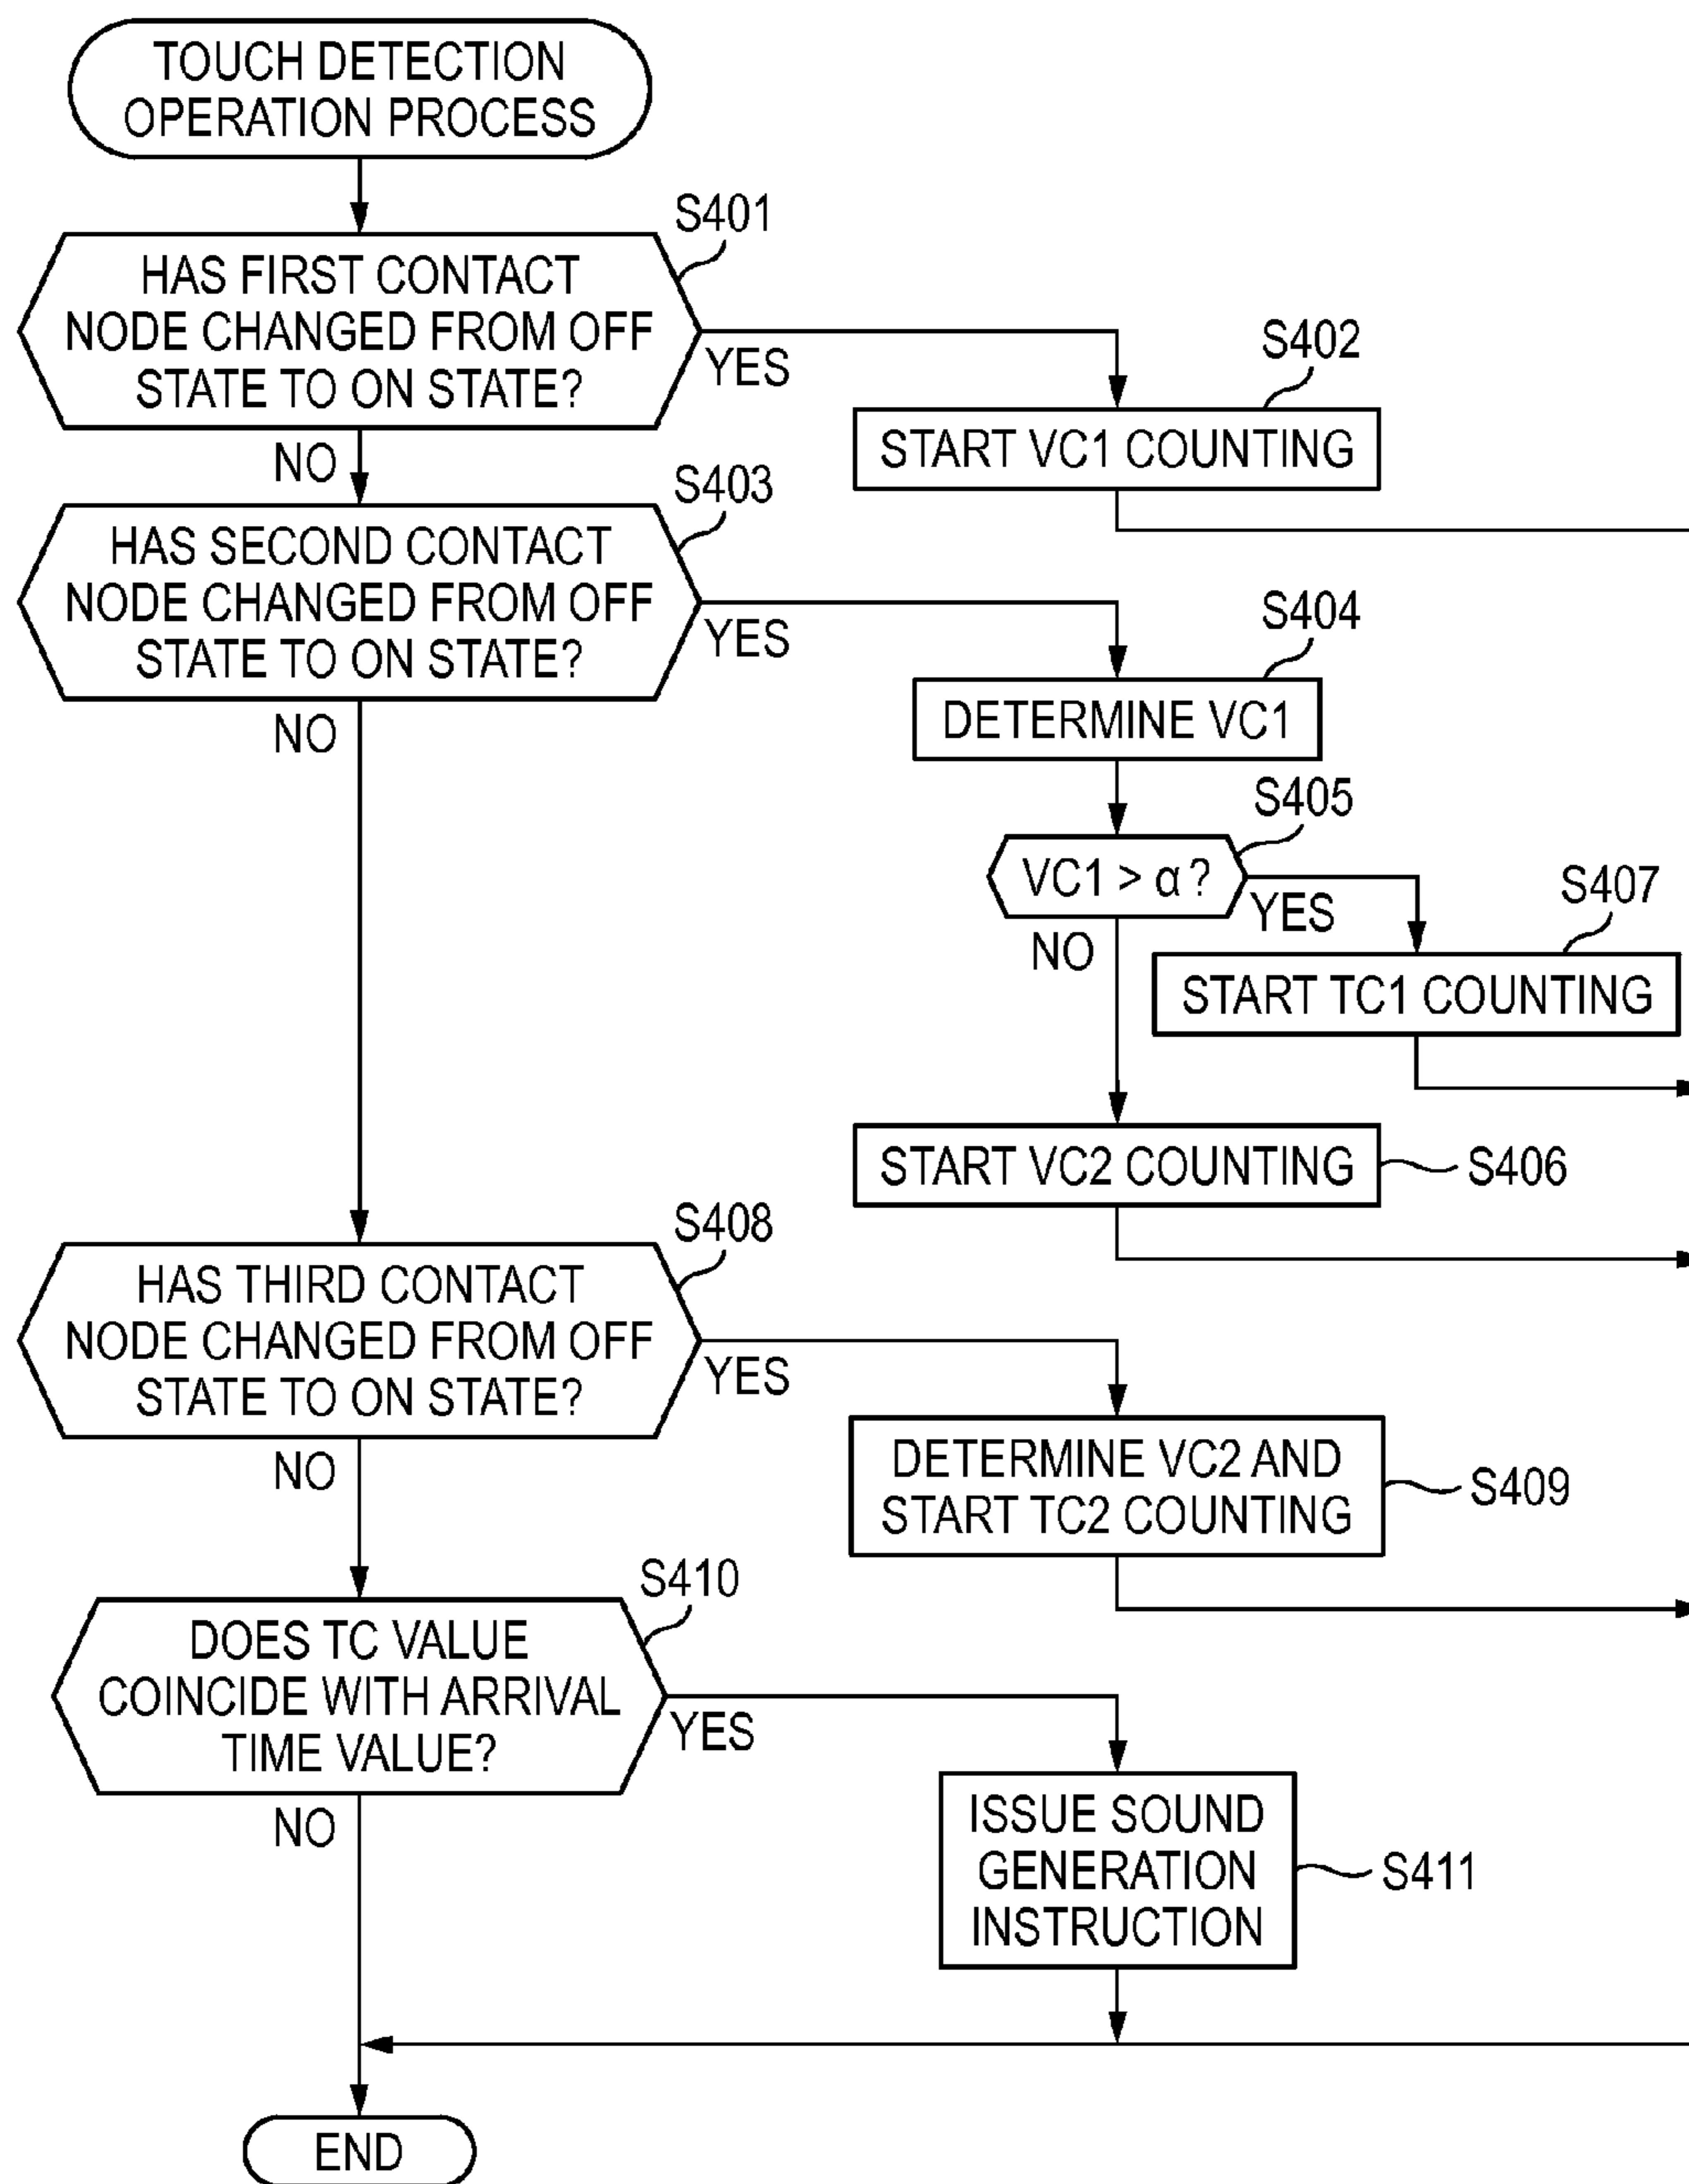 TOUCH DETECTION
OPERATION PROCESS
S401
HAS FIRST CONTACT
NODE CHANGED FROM OFF
STATE TO ON STATE?
YES
NO
S402
START VC1 COUNTING
S403
HAS SECOND CONTACT
NODE CHANGED FROM OFF
STATE TO ON STATE?
YES
NO
S404
DETERMINE VC1
S405
VC1 > α ?
YES
NO
S407
START TC1 COUNTING
START VC2 COUNTING
S406
S408
HAS THIRD CONTACT
NODE CHANGED FROM OFF
STATE TO ON STATE?
YES
NO
DETERMINE VC2 AND
START TC2 COUNTING
S409
S410
DOES TC VALUE
COINCIDE WITH ARRIVAL
TIME VALUE?
YES
NO
ISSUE SOUND
GENERATION
INSTRUCTION
S411
END